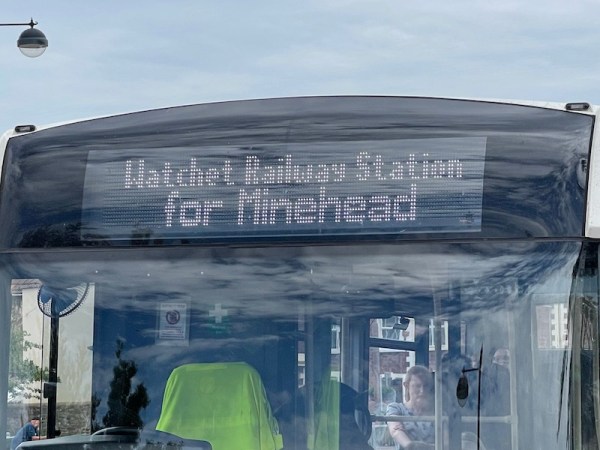 Watchet Railway Station
for Minehead